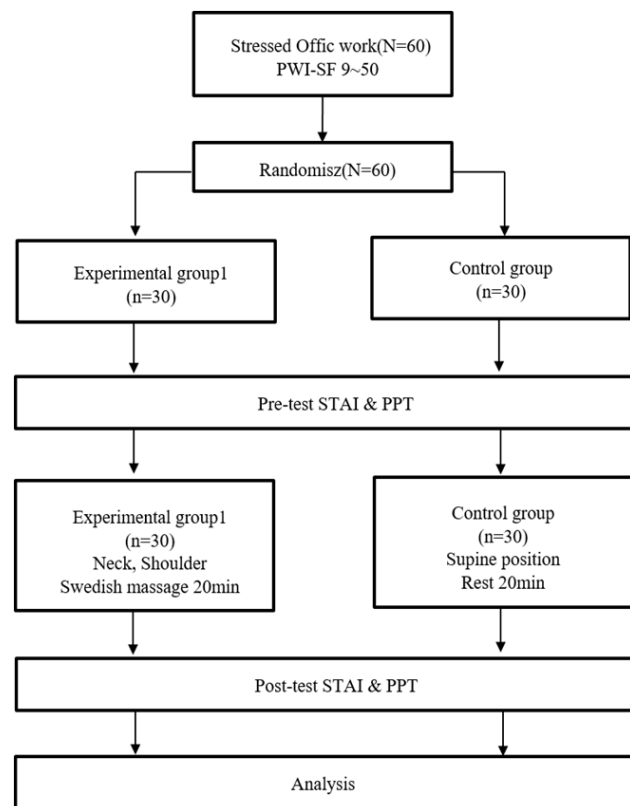 Stressed Offic work(N=60)
PWI-SF 9~50
Randomisz(N=60)
Experimental group1
(n=30)
Control group
(n=30)
Pre-test STAI & PPT
Experimental group1
(n=30)
Neck, Shoulder
Swedish massage 20min
Control group
(n=30)
Supine position
Rest 20min
Post-test STAI & PPT
Analysis